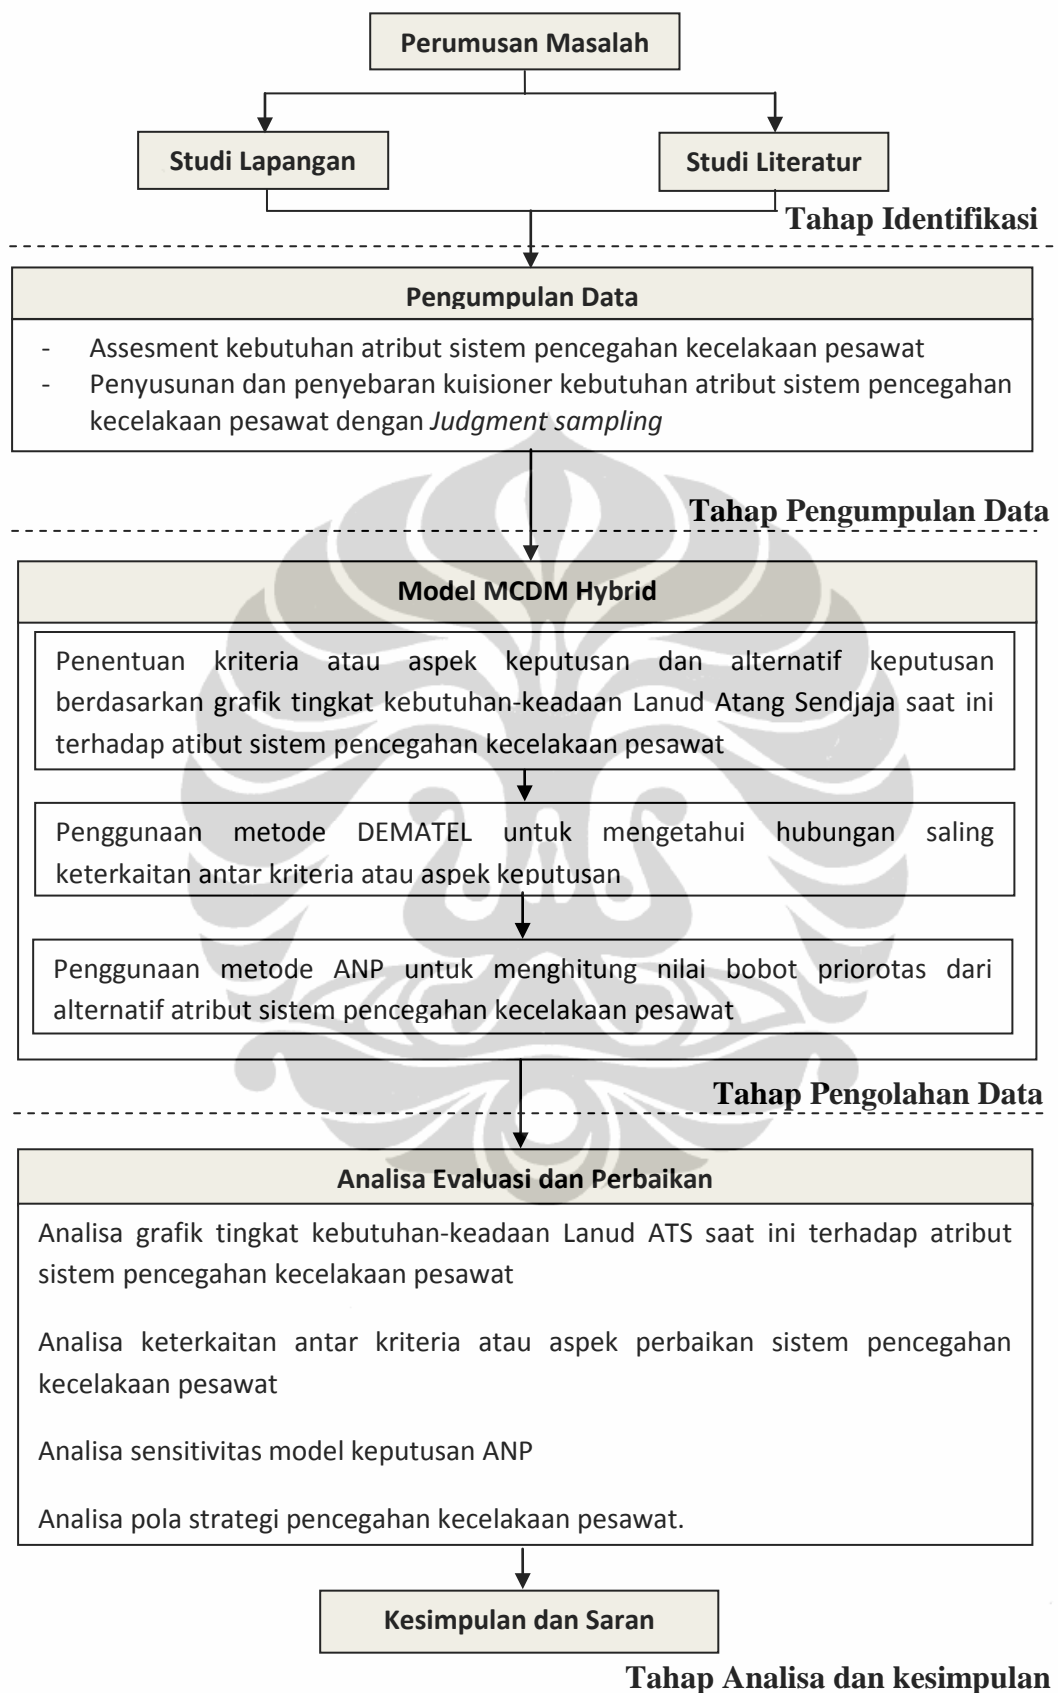 Perumusan Masalah
Studi Lapangan
Studi Literatur
Tahap Identifikasi
Pengumpulan Data
- Assesment kebutuhan atribut sistem pencegahan kecelakaan pesawat
- Penyusunan dan penyebaran kuisioner kebutuhan atribut sistem pencegahan
kecelakaan pesawat dengan Judgment sampling
Tahap Pengumpulan Data
Model MCDM Hybrid
Penentuan kriteria atau aspek keputusan dan alternatif keputusan
berdasarkan grafik tingkat kebutuhan-keadaan Lanud Atang Sendjaja saat ini
terhadap atibut sistem pencegahan kecelakaan pesawat
Penggunaan metode DEMATEL untuk mengetahui hubungan saling
keterkaitan antar kriteria atau aspek keputusan
Penggunaan metode ANP untuk menghitung nilai bobot priorotas dari
alternatif atribut sistem pencegahan kecelakaan pesawat
Tahap Pengolahan Data
Analisa Evaluasi dan Perbaikan
Analisa grafik tingkat kebutuhan-keadaan Lanud ATS saat ini terhadap atribut
sistem pencegahan kecelakaan pesawat
Analisa keterkaitan antar kriteria atau aspek perbaikan sistem pencegahan
kecelakaan pesawat
Analisa sensitivitas model keputusan ANP
Analisa pola strategi pencegahan kecelakaan pesawat.
Kesimpulan dan Saran
Tahap Analisa dan kesimpulan